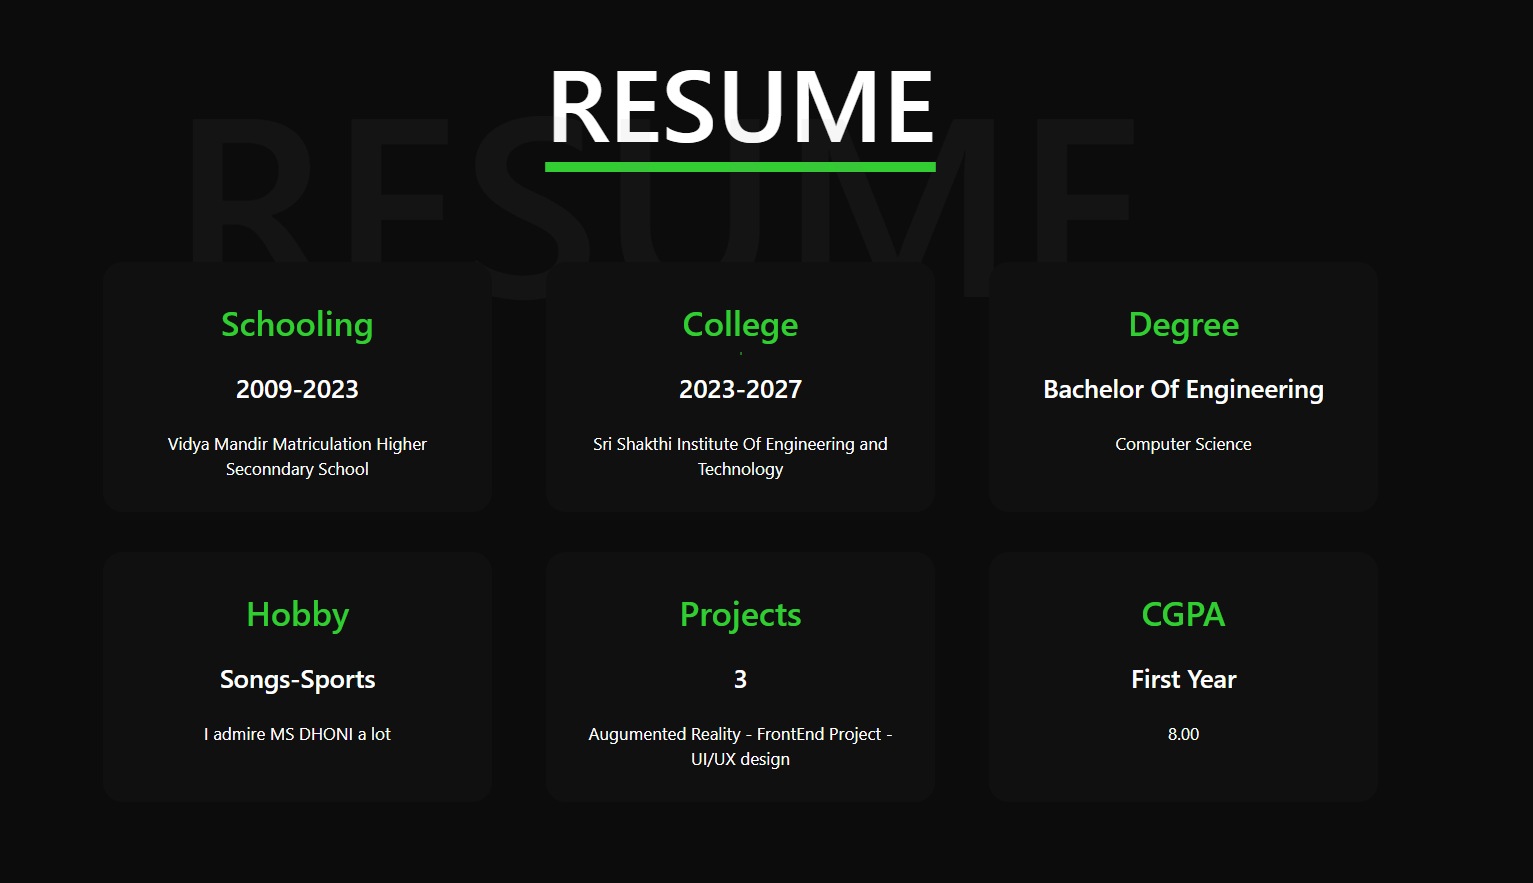 RESUME
RESUME
Schooling
2009-2023
Vidya Mandir Matriculation Higher
Seconndary School
College
2023-2027
Sri Shakthi Institute Of Engineering and
Technology
Degree
Bachelor Of Engineering
Computer Science
Hobby
Songs-Sports
I admire MS DHONI a lot
Projects
3
Augumented Reality - FrontEnd Project -
UI/UX design
CGPA
First Year
8.00